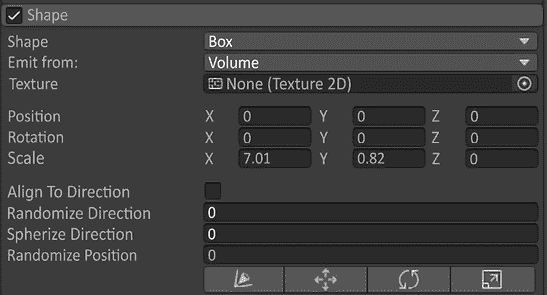 Shape
Shape Box
Emit from: Volume
Texture None (Texture 2D)
Position X 0 Y 0 Z 0
Rotation X 0 Y 0 Z 0
Scale X 7.01 Y 0.82 Z 0
Align To Direction
Randomize Direction 0
Spherize Direction 0
Randomize Position 0